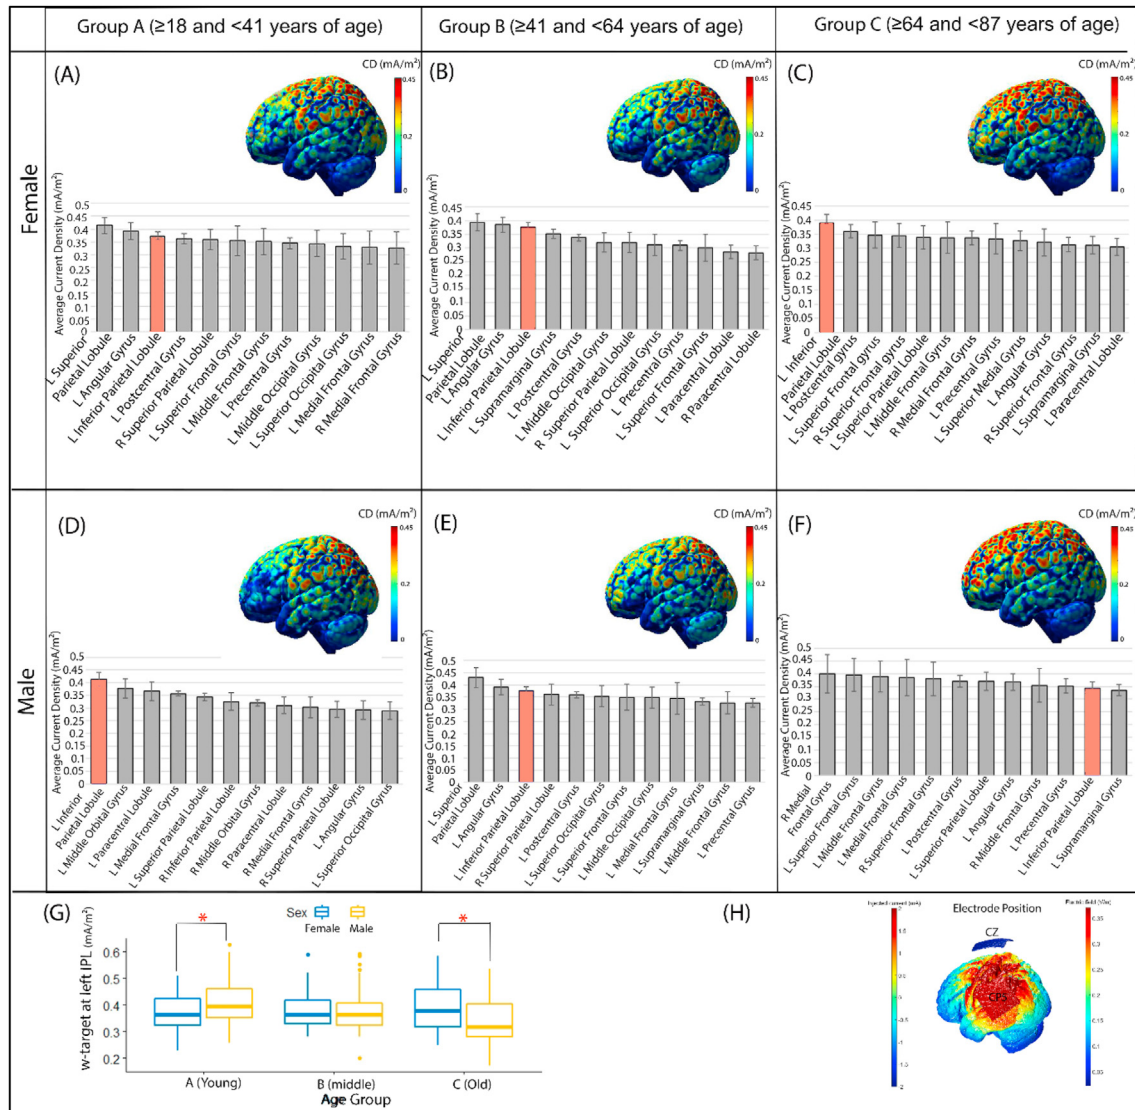 Group A (≥18 and <41 years of age)
Group B (≥41 and <64 years of age)
Group C (≥64 and <87 years of age)
Female
(A)
CD (mA/m²)
0.45
0.2
0
Average Current Density (mA/m²)
0.5
0.45
0.4
0.35
0.3
0.25
0.2
0.15
0.1
0.05
0
L Superior
Parietal Lobule
L Angular Gyrus
L Inferior Parietal Lobule
L Postcentral Gyrus
R Superior Parietal Lobule
L Superior Frontal Gyrus
L Middle Frontal Gyrus
L Precentral Gyrus
L Middle Occipital Gyrus
L Superior Occipital Gyrus
L Medial Frontal Gyrus
R Medial Frontal Gyrus
(B)
CD (mA/m²)
0.45
0.2
0
Average Current Density (mA/m²)
0.5
0.45
0.4
0.35
0.3
0.25
0.2
0.15
0.1
0.05
0
L Superior
Parietal Lobule
L Angular Gyrus
L Inferior Parietal Lobule
L Supramarginal Gyrus
L Postcentral Gyrus
L Middle Occipital Gyrus
R Superior Parietal Lobule
L Superior Occipital Gyrus
L Precentral Gyrus
L Superior Frontal Gyrus
L Paracentral Lobule
R Paracentral Lobule
(C)
CD (mA/m²)
0.45
0.2
0
Average Current Density (mA/m²)
0.45
0.4
0.35
0.3
0.25
0.2
0.15
0.1
0.05
0
L Inferior
Parietal Lobule
L Postcentral gyrus
L Superior Frontal gyrus
R Superior Frontal Gyrus
L Superior Parietal Lobule
L Middle Frontal Gyrus
R Medial Frontal Gyrus
L Precentral Gyrus
L Superior Medial Gyrus
L Angular Gyrus
R Superior Frontal Gyrus
L Supramarginal Gyrus
L Paracentral Lobule
Male
(D)
CD (mA/m²)
0.45
0.2
0
Average Current Density (mA/m²)
0.5
0.45
0.4
0.35
0.3
0.25
0.2
0.15
0.1
0.05
0
L Inferior
Parietal Lobule
L Middle Orbital Gyrus
L Paracentral Lobule
L Medial Frontal Gyrus
L Superior Parietal Lobule
R Inferior Parietal Lobule
R Middle Orbital Gyrus
R Paracentral Lobule
R Medial Frontal Gyrus
R Superior Parietal Lobule
L Angular Gyrus
L Superior Occipital Gyrus
(E)
CD (mA/m²)
0.45
0.2
0
Average Current Density (mA/m²)
0.5
0.45
0.4
0.35
0.3
0.25
0.2
0.15
0.1
0.05
0
L Superior
Parietal Lobule
L Angular Gyrus
L Inferior Parietal Lobule
R Superior Parietal Lobule
L Postcentral Gyrus
L Superior Occipital Gyrus
L Superior Frontal Gyrus
L Middle Occipital Gyrus
L Medial Frontal Gyrus
L Supramarginal Gyrus
L Middle Frontal Gyrus
L Precentral Gyrus
(F)
CD (mA/m²)
0.45
0.2
0
Average Current Density (mA/m²)
0.5
0.45
0.4
0.35
0.3
0.25
0.2
0.15
0.1
0.05
0
R Medial
Frontal Gyrus
L Superior Frontal Gyrus
L Middle Frontal Gyrus
L Medial Frontal Gyrus
R Superior Frontal Gyrus
L Postcentral Gyrus
L Superior Parietal Lobule
L Angular Gyrus
R Middle Frontal Gyrus
L Precentral Gyrus
L Inferior Parietal Lobule
L Supramarginal Gyrus
(G)
Sex
Female
Male
*
*
w-target at left IPL (mA/m²)
0.6
0.5
0.4
0.3
0.2
A (Young)
B (middle)
C (Old)
Age Group
(H)
Electrode Position
Injected current (mA)
CZ
CP5
0.35
0.3
0.25
0.2
0.15
0.1
0.05